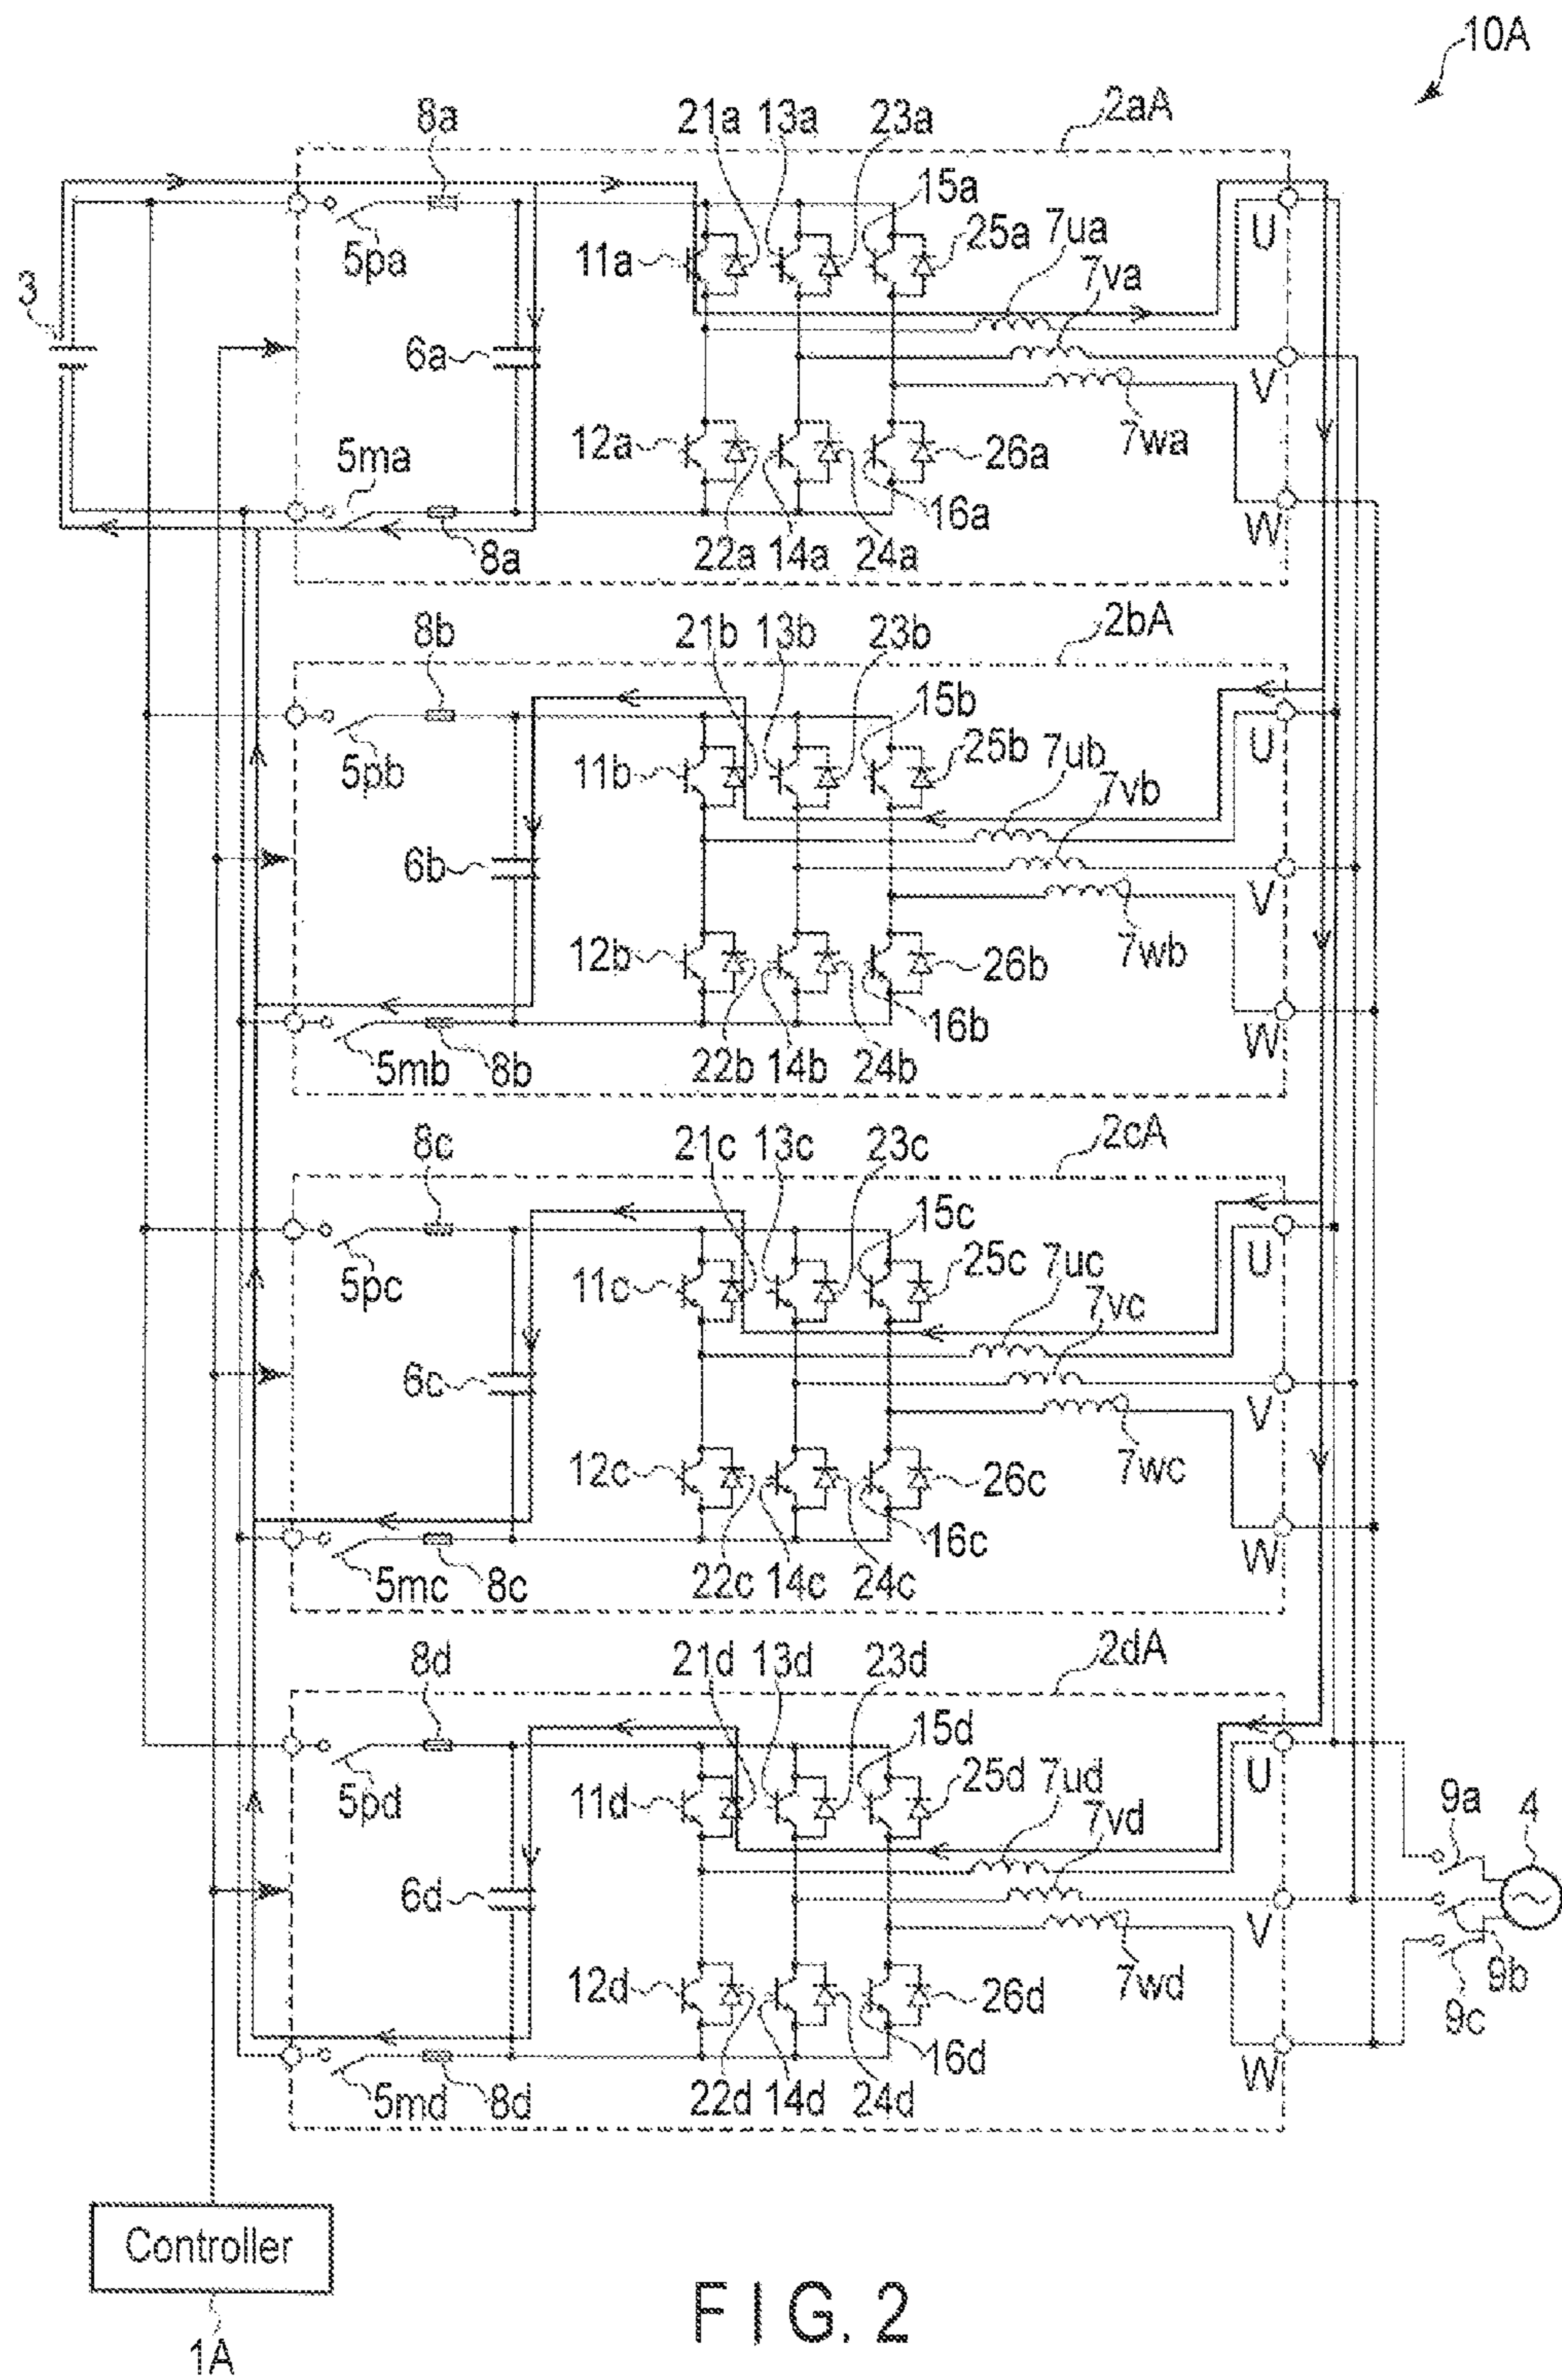 10A
2aA
8a
21a 13a 23a
15a
5pa
11a
25a
7ua
7va
U
3
6a
V
5ma
12a
26a
7wa
16a
8a
22a 14a 24a
W
2bA
8b
21b 13b 23b
15b
5pb
11b
25b
7ub
7vb
U
6b
V
12b
26b
7wb
16b
5mb
8b
22b 14b 24b
W
2cA
8c
21c 13c 23c
15c
5pc
11c
25c
7uc
7vc
U
6c
V
12c
26c
7wc
16c
5mc
8c
22c 14c 24c
W
2dA
8d
21d 13d 23d
15d
5pd
11d
25d
7ud
7vd
U
9a
4
6d
V
12d
26d
7wd
9b
9c
16d
5md
8d
22d 14d 24d
W
Controller
1A
FIG. 2